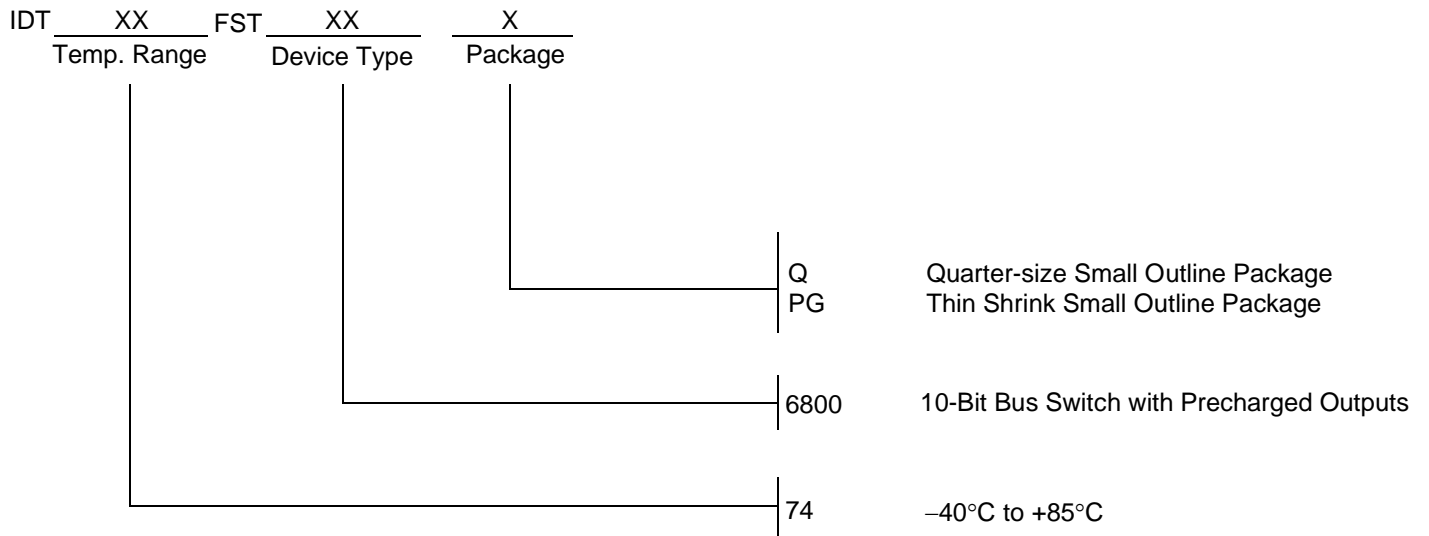 IDT XX FST XX X
Temp. Range Device Type Package
Q Quarter-size Small Outline Package
PG Thin Shrink Small Outline Package
6800 10-Bit Bus Switch with Precharged Outputs
74 –40°C to +85°C